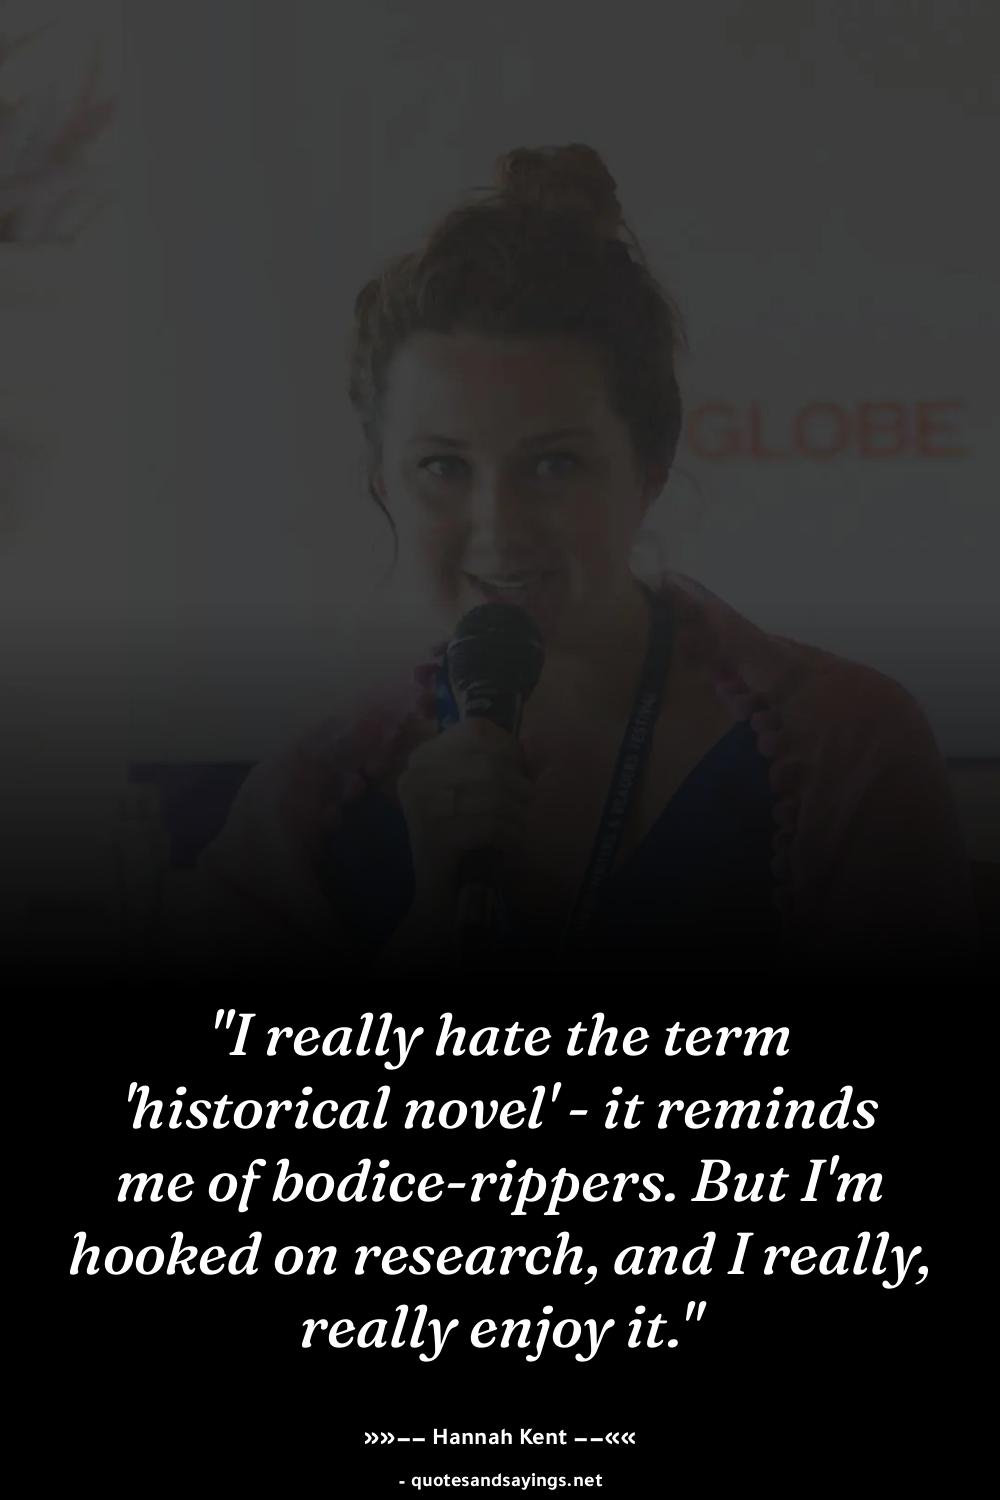 GLOBE
"I really hate the term
'historical novel' - it reminds
me of bodice-rippers. But I'm
hooked on research, and I really,
really enjoy it."
»»−− Hannah Kent −−««
- quotesandsayings.net